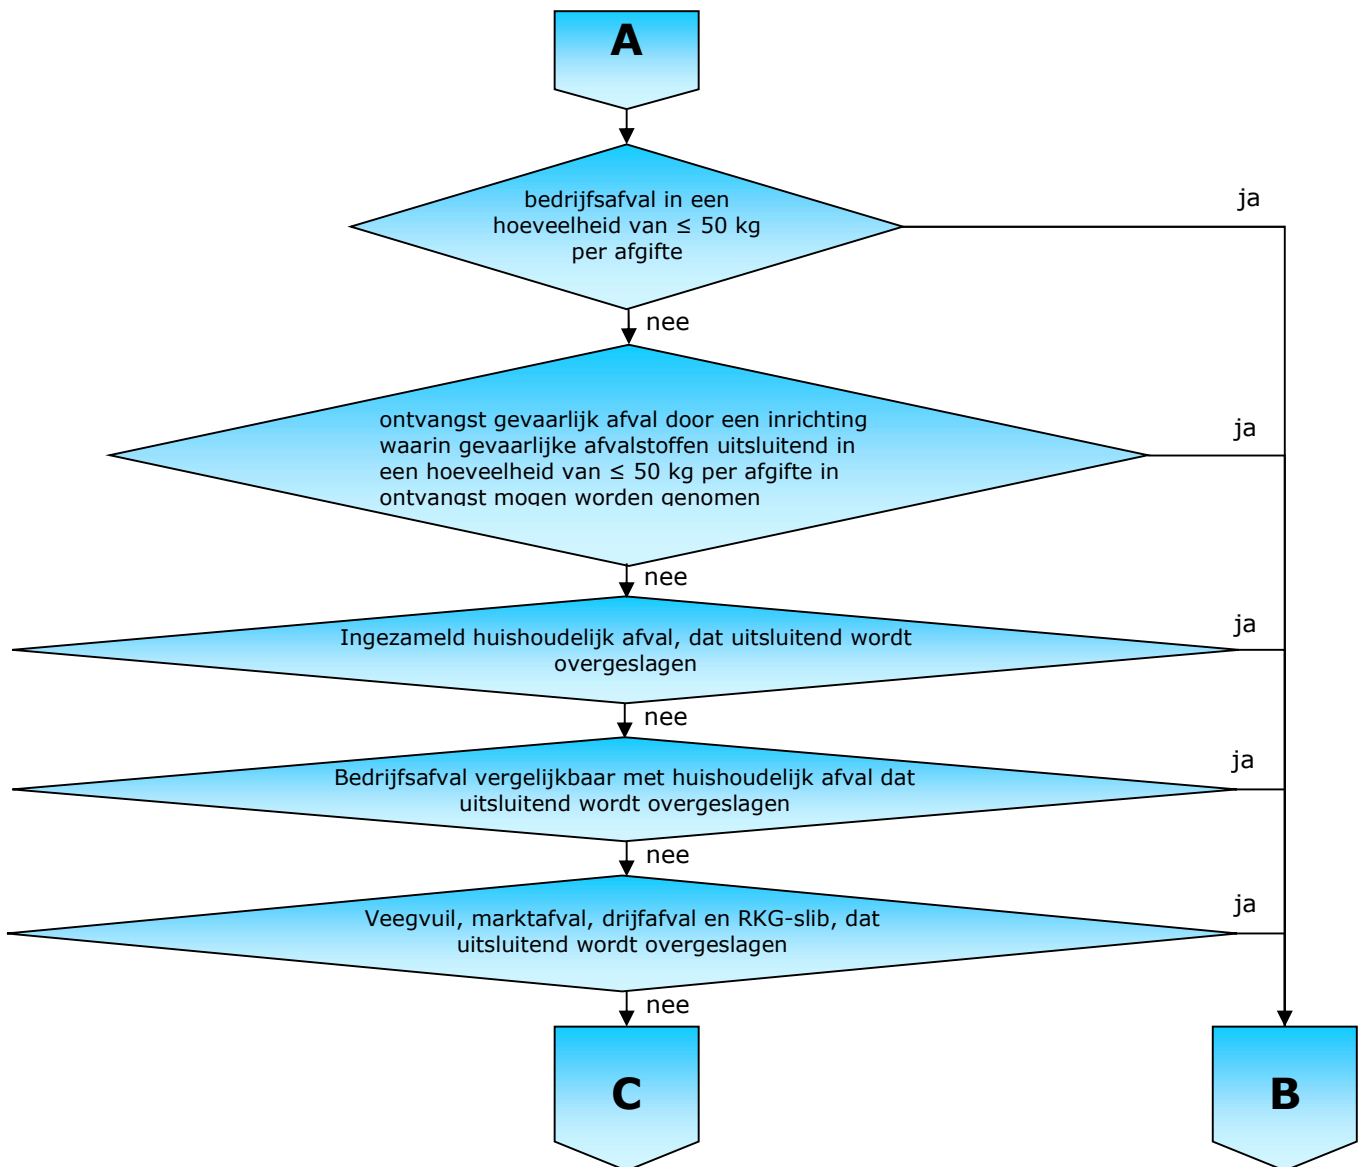 A
bedrijfsafval in een
hoeveelheid van ≤ 50 kg
per afgifte
ja
nee
ontvangst gevaarlijk afval door een inrichting
waarin gevaarlijke afvalstoffen uitsluitend in
een hoeveelheid van ≤ 50 kg per afgifte in
ontvangst mogen worden genomen
ja
nee
Ingezameld huishoudelijk afval, dat uitsluitend wordt
overgeslagen
ja
nee
Bedrijfsafval vergelijkbaar met huishoudelijk afval dat
uitsluitend wordt overgeslagen
ja
nee
Veegvuil, marktafval, drijfafval en RKG-slib, dat
uitsluitend wordt overgeslagen
ja
nee
C
B